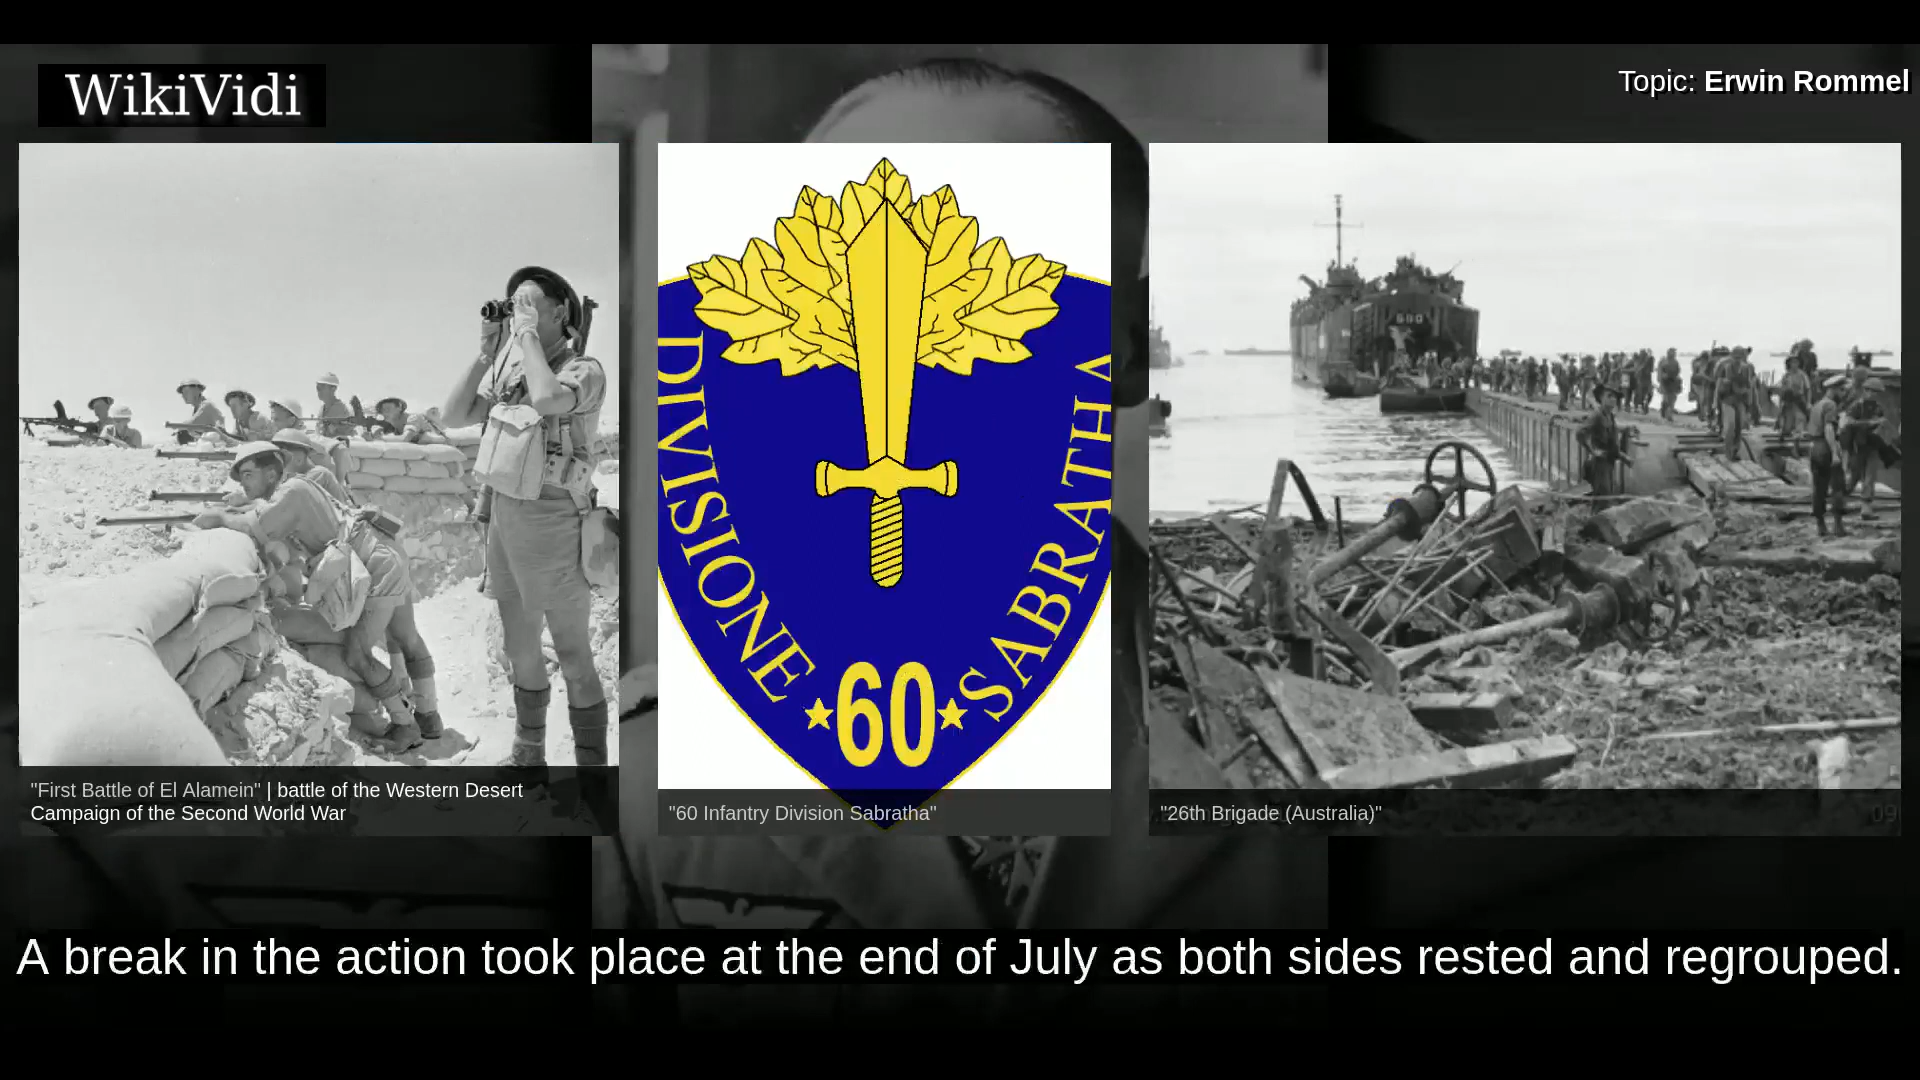 WikiVidi
Topic: Erwin Rommel
DIVISIONE SABRATHA
60
"First Battle of El Alamein" | battle of the Western Desert
Campaign of the Second World War
"60 Infantry Division Sabratha"
"26th Brigade (Australia)"
A break in the action took place at the end of July as both sides rested and regrouped.